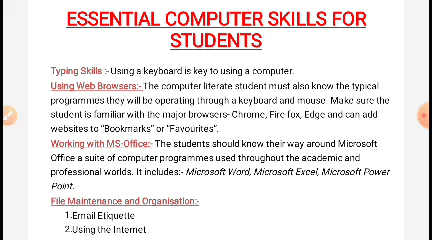 ESSENTIAL COMPUTER SKILLS FOR
STUDENTS
Typing Skills :- Using a keyboard is key to using a computer.
Using Web Browsers:- The computer literate student must also know the typical
programmes they will be operating through a keyboard and mouse. Make sure the
student is familiar with the major browsers- Chrome, Fire fox, Edge and can add
websites to “Bookmarks” or “Favourites”.
Working with MS-Office:- The students should know their way around Microsoft
Office a suite of computer programmes used throughout the academic and
professional worlds. It includes:- Microsoft Word, Microsoft Excel, Microsoft Power
Point.
File Maintenance and Organisation:-
1.Email Etiquette
2.Using the Internet